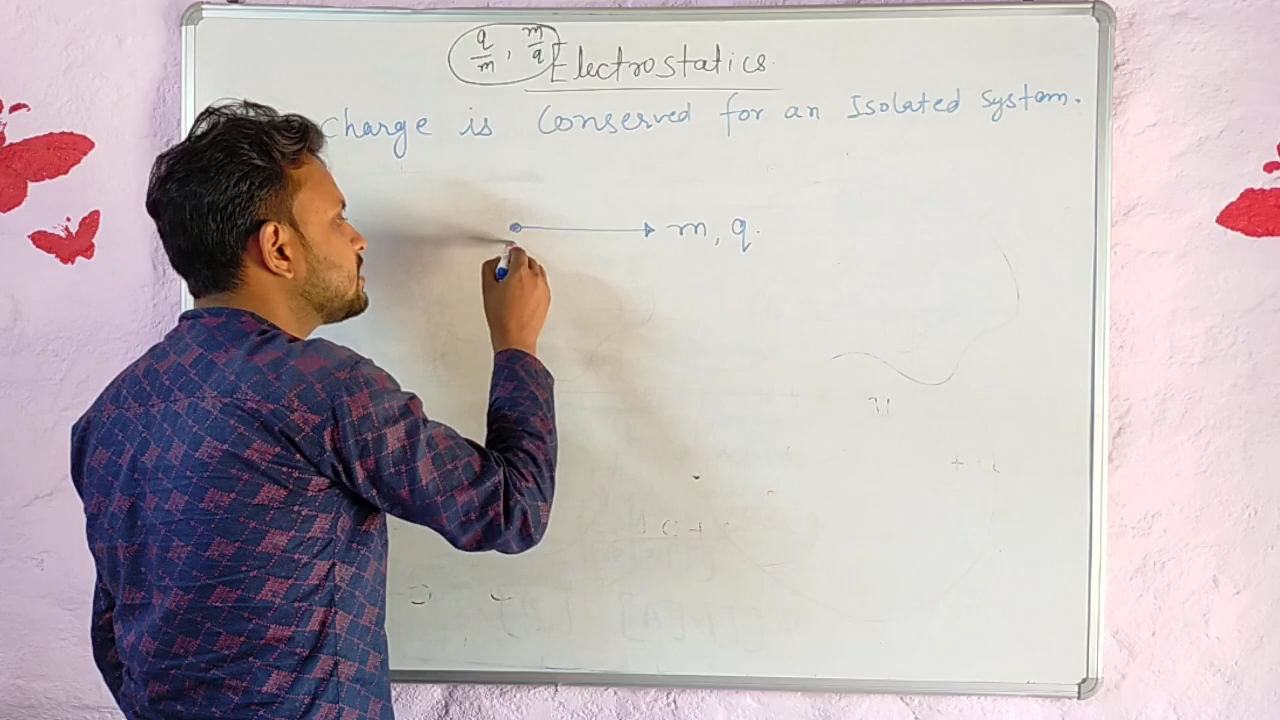 q/m, m/q
Electrostatics
Charge is Conserved for an Isolated System.
m, q.